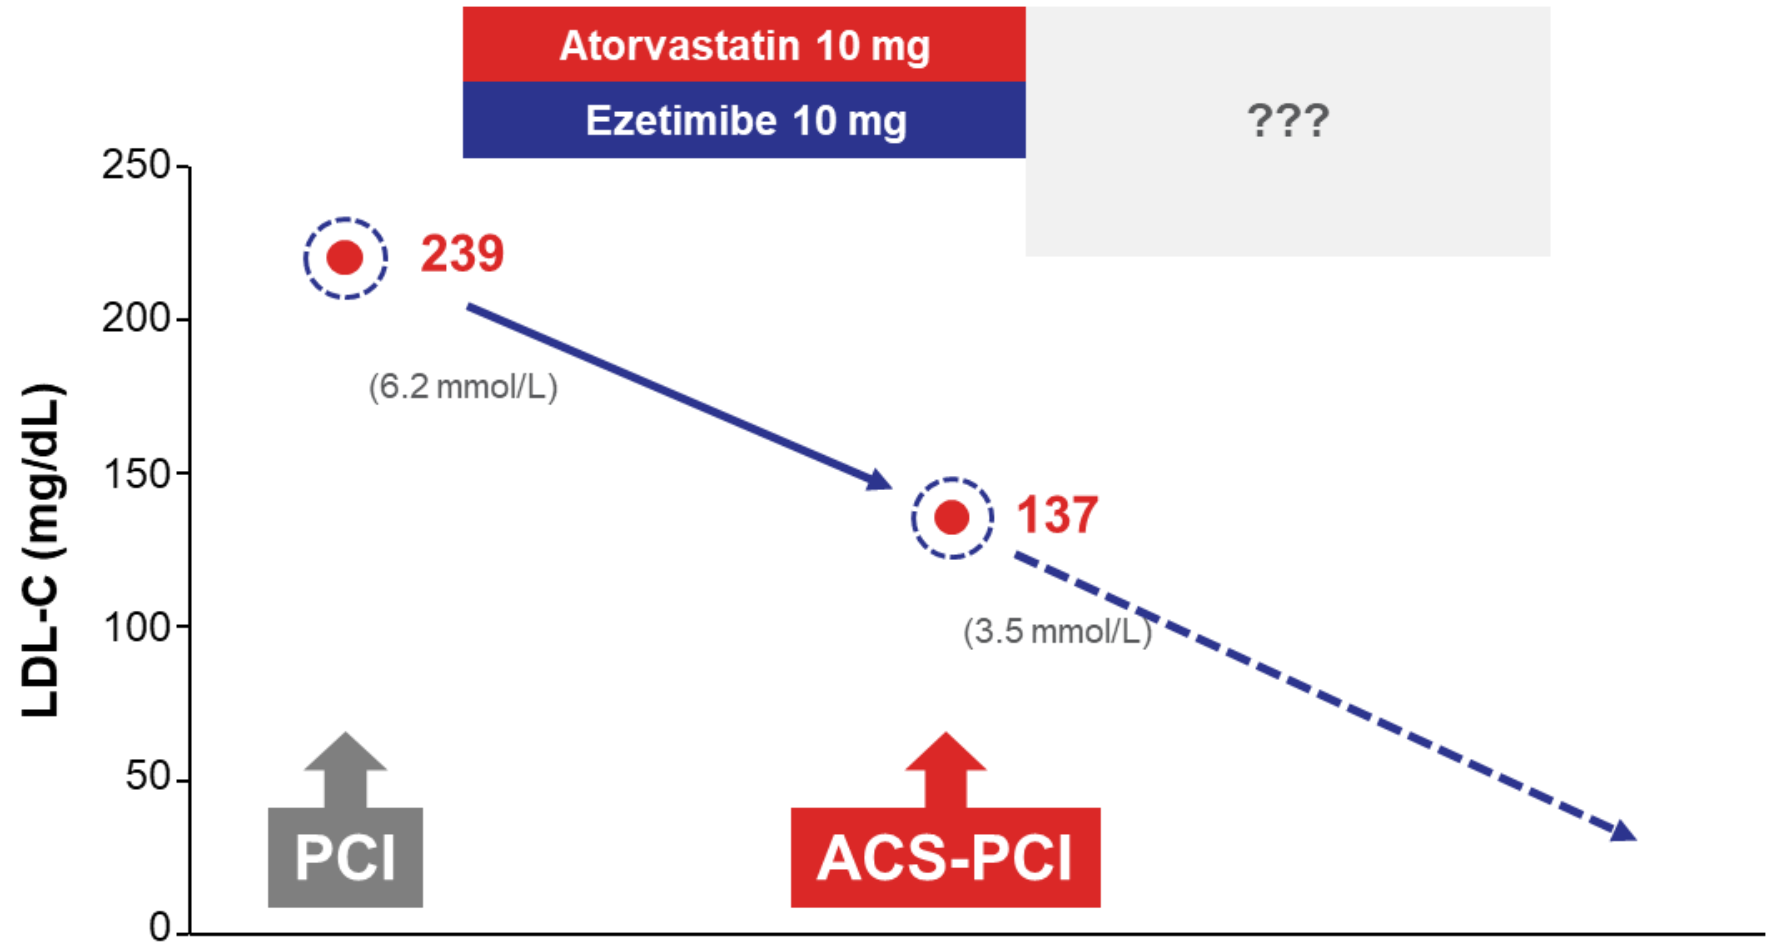 Atorvastatin 10 mg
Ezetimibe 10 mg
???
LDL-C (mg/dL)
250
200
150
100
50
0
239
(6.2 mmol/L)
137
(3.5 mmol/L)
PCI
ACS-PCI